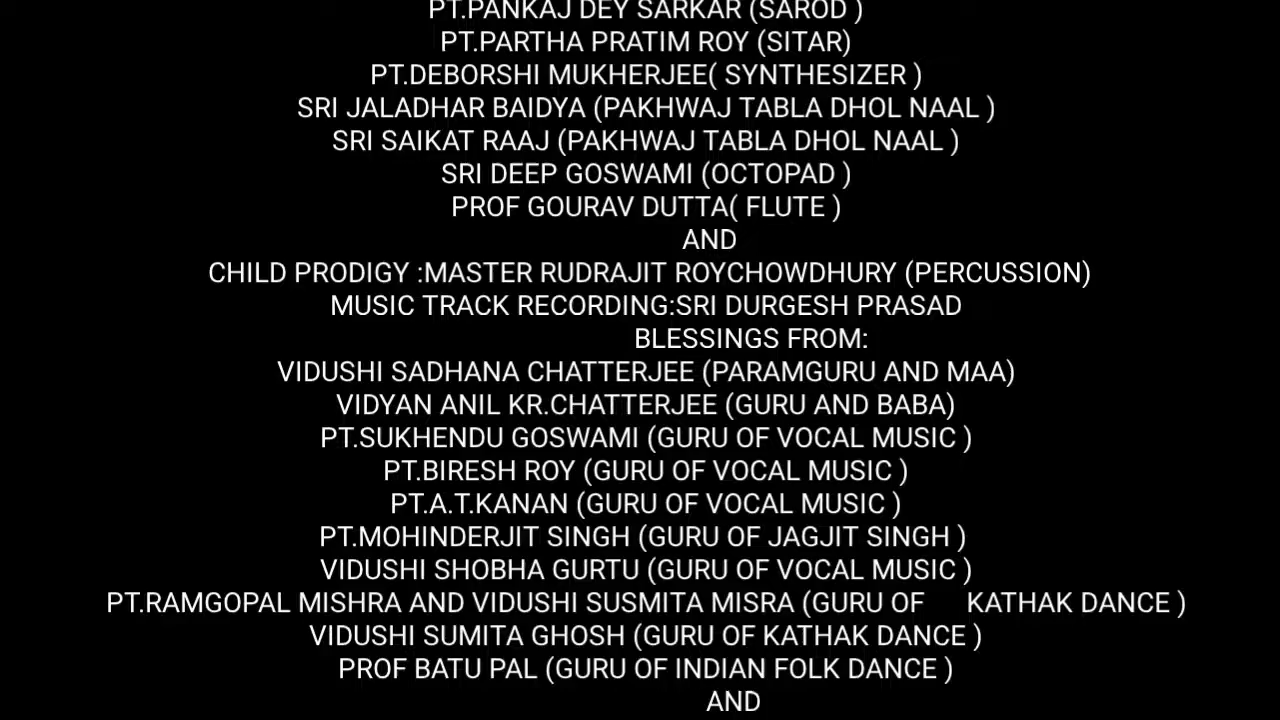 PT.PANKAJ DEY SARKAR (SAROD )
PT.PARTHA PRATIM ROY (SITAR)
PT.DEBORSHI MUKHERJEE( SYNTHESIZER )
SRI JALADHAR BAIDYA (PAKHWAJ TABLA DHOL NAAL )
SRI SAIKAT RAAJ (PAKHWAJ TABLA DHOL NAAL )
SRI DEEP GOSWAMI (OCTOPAD )
PROF GOURAV DUTTA( FLUTE )
AND
CHILD PRODIGY :MASTER RUDRAJIT ROYCHOWDHURY (PERCUSSION)
MUSIC TRACK RECORDING:SRI DURGESH PRASAD
BLESSINGS FROM:
VIDUSHI SADHANA CHATTERJEE (PARAMGURU AND MAA)
VIDYAN ANIL KR.CHATTERJEE (GURU AND BABA)
PT.SUKHENDU GOSWAMI (GURU OF VOCAL MUSIC )
PT.BIRESH ROY (GURU OF VOCAL MUSIC )
PT.A.T.KANAN (GURU OF VOCAL MUSIC )
PT.MOHINDERJIT SINGH (GURU OF JAGJIT SINGH )
VIDUSHI SHOBHA GURTU (GURU OF VOCAL MUSIC )
PT.RAMGOPAL MISHRA AND VIDUSHI SUSMITA MISRA (GURU OF KATHAK DANCE )
VIDUSHI SUMITA GHOSH (GURU OF KATHAK DANCE )
PROF BATU PAL (GURU OF INDIAN FOLK DANCE )
AND